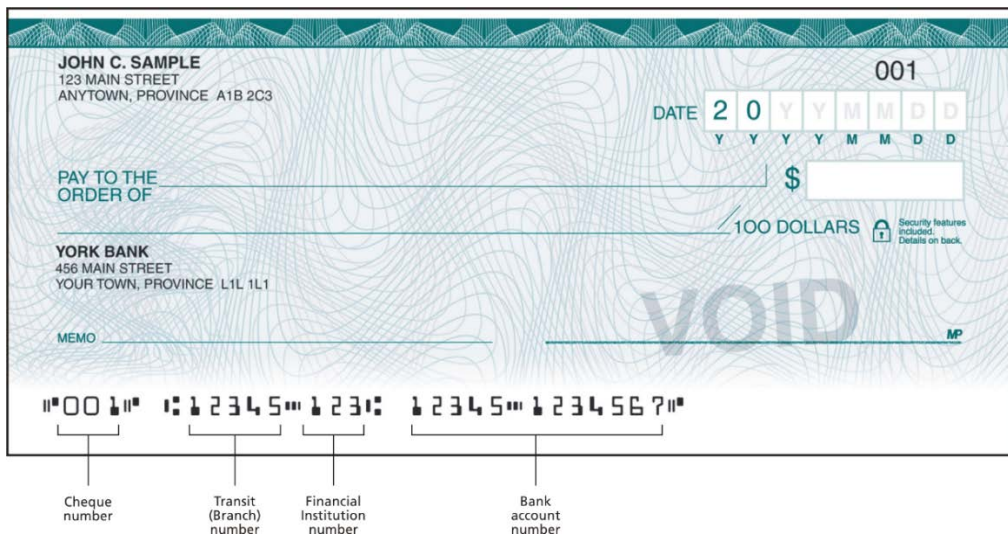 JOHN C. SAMPLE
123 MAIN STREET
ANYTOWN, PROVINCE A1B 2C3
001
DATE 2 0 Y Y M M D D
Y Y Y Y M M D D
PAY TO THE
ORDER OF
$
100 DOLLARS
Security features
included.
Details on back.
YORK BANK
456 MAIN STREET
YOUR TOWN, PROVINCE L1L 1L1
VOID
MEMO
MP
⑈001⑈ ⑆12345⑉123⑆ 12345⑉1234567⑈
Cheque
number
Transit
(Branch)
number
Financial
Institution
number
Bank
account
number